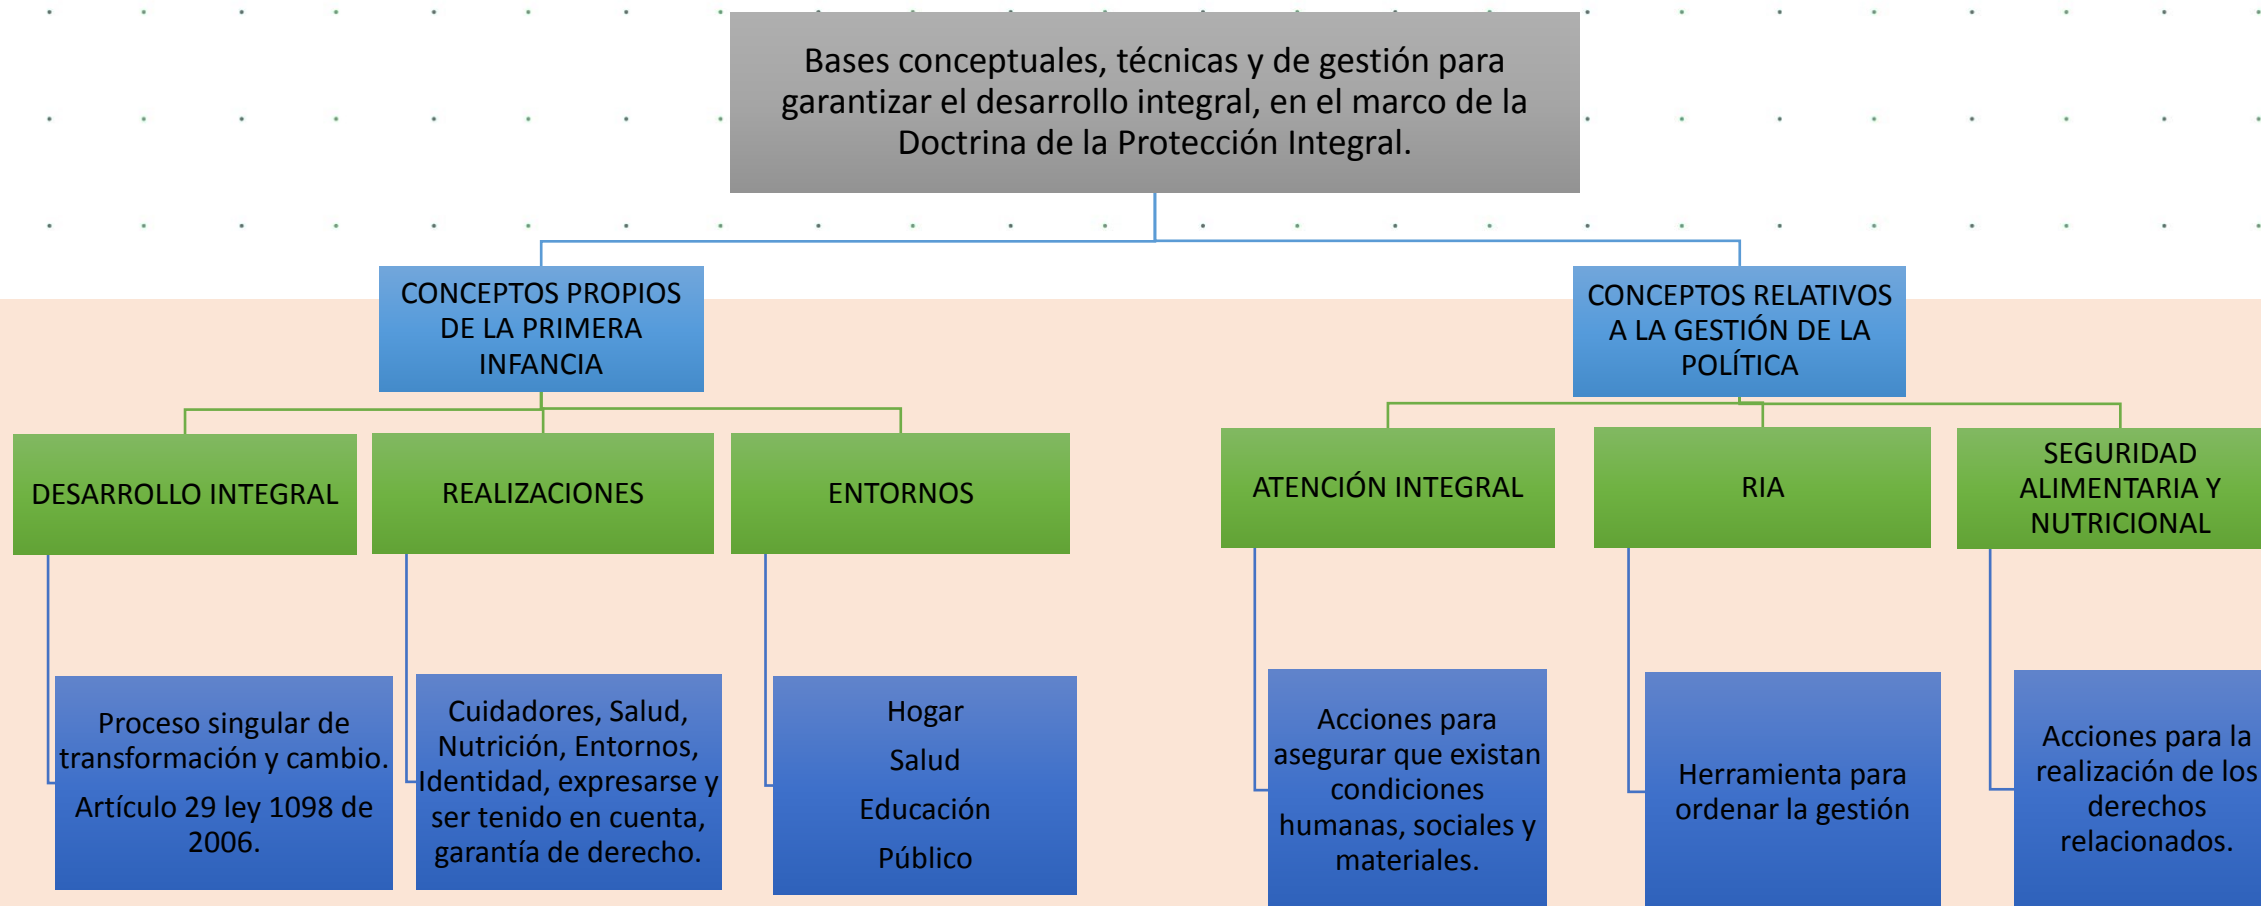 Bases conceptuales, técnicas y de gestión para
garantizar el desarrollo integral, en el marco de la
Doctrina de la Protección Integral.
CONCEPTOS PROPIOS
DE LA PRIMERA
INFANCIA
CONCEPTOS RELATIVOS
A LA GESTIÓN DE LA
POLÍTICA
DESARROLLO INTEGRAL
REALIZACIONES
ENTORNOS
ATENCIÓN INTEGRAL
RIA
SEGURIDAD
ALIMENTARIA Y
NUTRICIONAL
Proceso singular de
transformación y cambio.
Artículo 29 ley 1098 de
2006.
Cuidadores, Salud,
Nutrición, Entornos,
Identidad, expresarse y
ser tenido en cuenta,
garantía de derecho.
Hogar
Salud
Educación
Público
Acciones para
asegurar que existan
condiciones
humanas, sociales y
materiales.
Herramienta para
ordenar la gestión
Acciones para la
realización de los
derechos
relacionados.